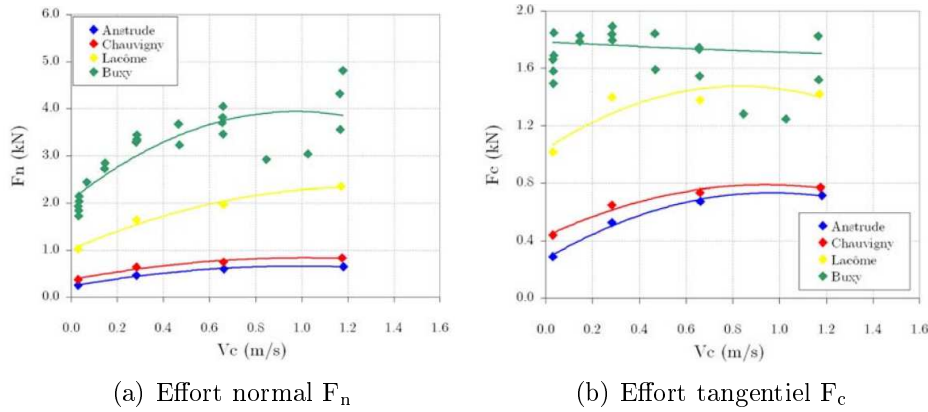 6.0
5.0
4.0
3.0
2.0
1.0
0.0
Fn (kN)
Anstrude
Chauvigny
Lacôme
Buxy
0.0 0.2 0.4 0.6 0.8 1.0 1.2 1.4 1.6
Vc (m/s)
(a) Effort normal Fn
2.0
1.6
1.2
0.8
0.4
0.0
Fc (kN)
Anstrude
Chauvigny
Lacôme
Buxy
0.0 0.2 0.4 0.6 0.8 1.0 1.2 1.4 1.6
Vc (m/s)
(b) Effort tangentiel Fc